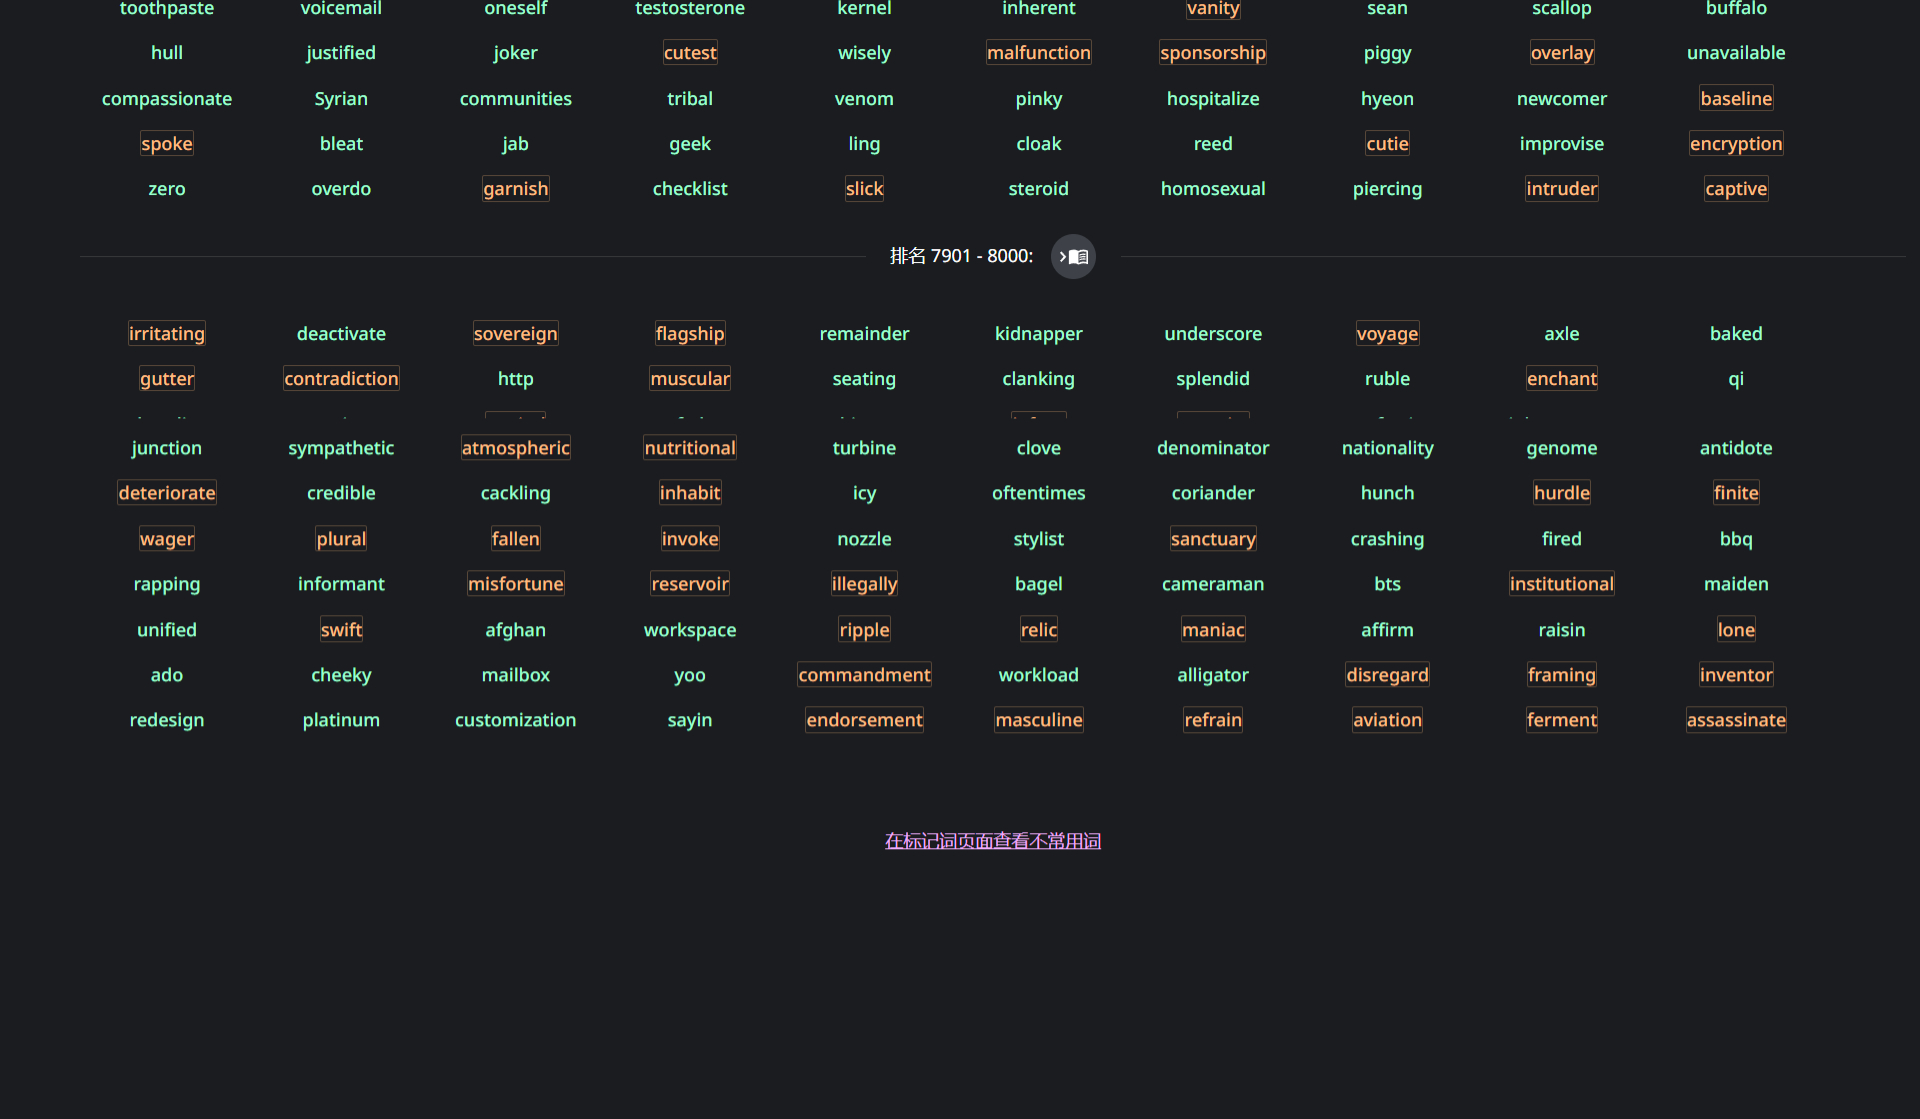 toothpaste voicemail oneself testosterone kernel inherent vanity sean scallop buffalo
hull justified joker cutest wisely malfunction sponsorship piggy overlay unavailable
compassionate Syrian communities tribal venom pinky hospitalize hyeon newcomer baseline
spoke bleat jab geek ling cloak reed cutie improvise encryption
zero overdo garnish checklist slick steroid homosexual piercing intruder captive
排名 7901 - 8000:
irritating deactivate sovereign flagship remainder kidnapper underscore voyage axle baked
gutter contradiction http muscular seating clanking splendid ruble enchant qi
junction sympathetic atmospheric nutritional turbine clove denominator nationality genome antidote
deteriorate credible cackling inhabit icy oftentimes coriander hunch hurdle finite
wager plural fallen invoke nozzle stylist sanctuary crashing fired bbq
rapping informant misfortune reservoir illegally bagel cameraman bts institutional maiden
unified swift afghan workspace ripple relic maniac affirm raisin lone
ado cheeky mailbox yoo commandment workload alligator disregard framing inventor
redesign platinum customization sayin endorsement masculine refrain aviation ferment assassinate
在标记词页面查看不常用词